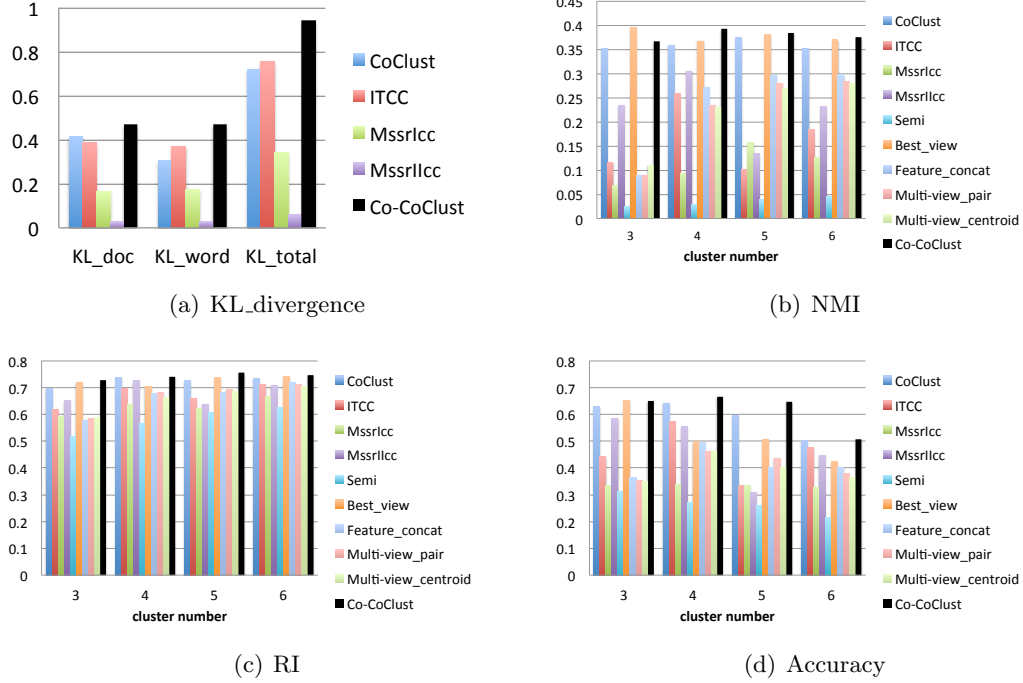 1
0.8
0.6
0.4
0.2
0
KL_doc KL_word KL_total
CoClust
ITCC
MssrIcc
MssrIIcc
Co-CoClust
(a) KL_divergence
0.45
0.4
0.35
0.3
0.25
0.2
0.15
0.1
0.05
0
3 4 5 6
cluster number
CoClust
ITCC
MssrIcc
MssrIIcc
Semi
Best_view
Feature_concat
Multi-view_pair
Multi-view_centroid
Co-CoClust
(b) NMI
0.8
0.7
0.6
0.5
0.4
0.3
0.2
0.1
0
3 4 5 6
cluster number
CoClust
ITCC
MssrIcc
MssrIIcc
Semi
Best_view
Feature_concat
Multi-view_pair
Multi-view_centroid
Co-CoClust
(c) RI
0.8
0.7
0.6
0.5
0.4
0.3
0.2
0.1
0
3 4 5 6
cluster number
CoClust
ITCC
MssrIcc
MssrIIcc
Semi
Best_view
Feature_concat
Multi-view_pair
Multi-view_centroid
Co-CoClust
(d) Accuracy